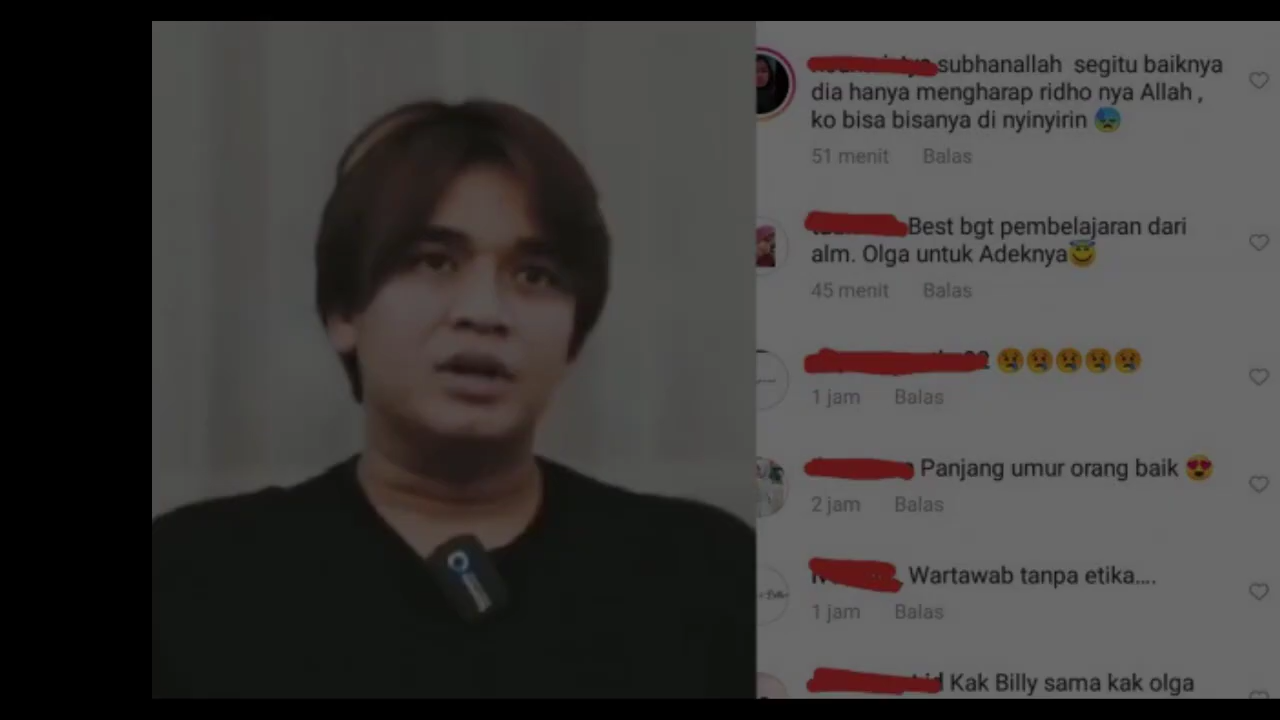 subhanallah segitu baiknya
dia hanya mengharap ridho nya Allah ,
ko bisa bisanya di nyinyirin 😰
51 menit Balas
Best bgt pembelajaran dari
alm. Olga untuk Adeknya😇
45 menit Balas
😢😢😢😢😢
1 jam Balas
Panjang umur orang baik 😍
2 jam Balas
Wartawab tanpa etika....
1 jam Balas
Kak Billy sama kak olga